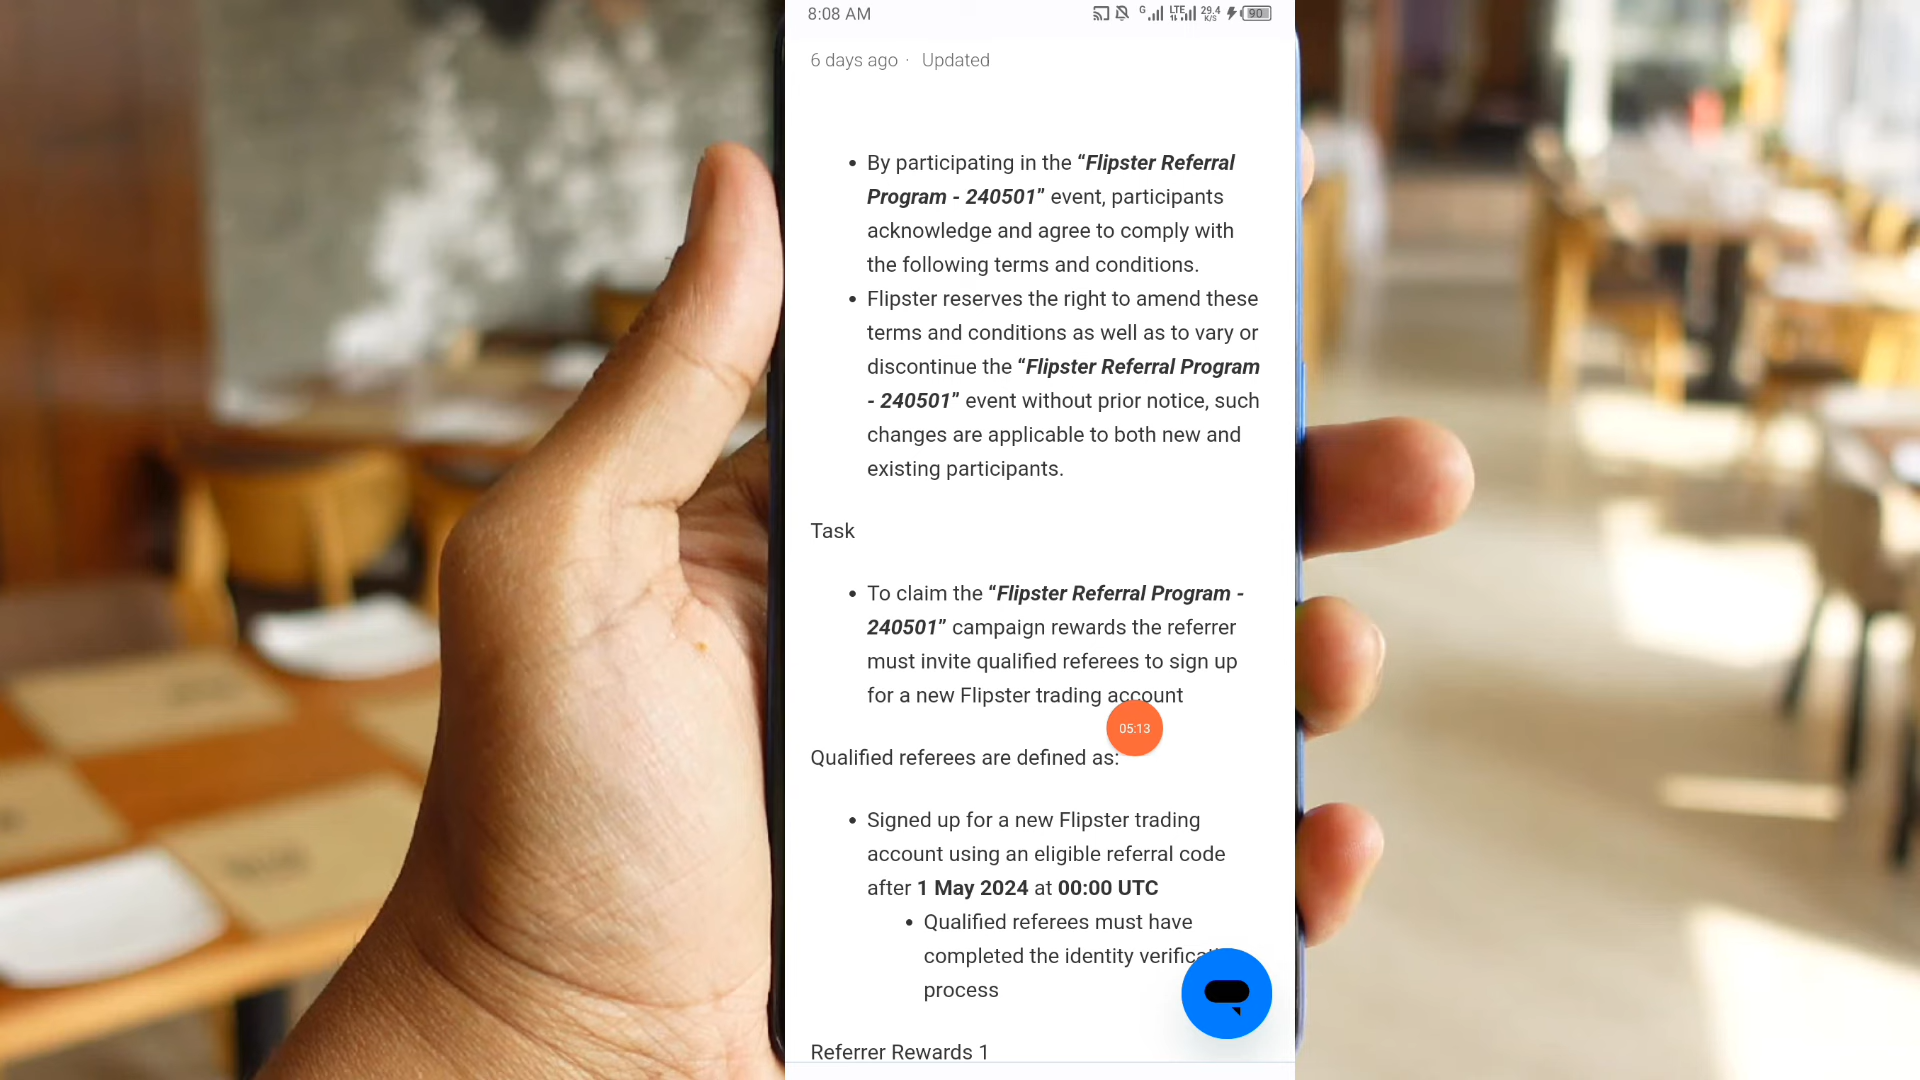 8:08 AM
G LTE 29.4 K/S 90
6 days ago · Updated
• By participating in the “Flipster Referral
Program - 240501” event, participants
acknowledge and agree to comply with
the following terms and conditions.
• Flipster reserves the right to amend these
terms and conditions as well as to vary or
discontinue the “Flipster Referral Program
- 240501” event without prior notice, such
changes are applicable to both new and
existing participants.
Task
• To claim the “Flipster Referral Program -
240501” campaign rewards the referrer
must invite qualified referees to sign up
for a new Flipster trading account
05:13
Qualified referees are defined as:
• Signed up for a new Flipster trading
account using an eligible referral code
after 1 May 2024 at 00:00 UTC
• Qualified referees must have
completed the identity
process
Referrer Rewards 1